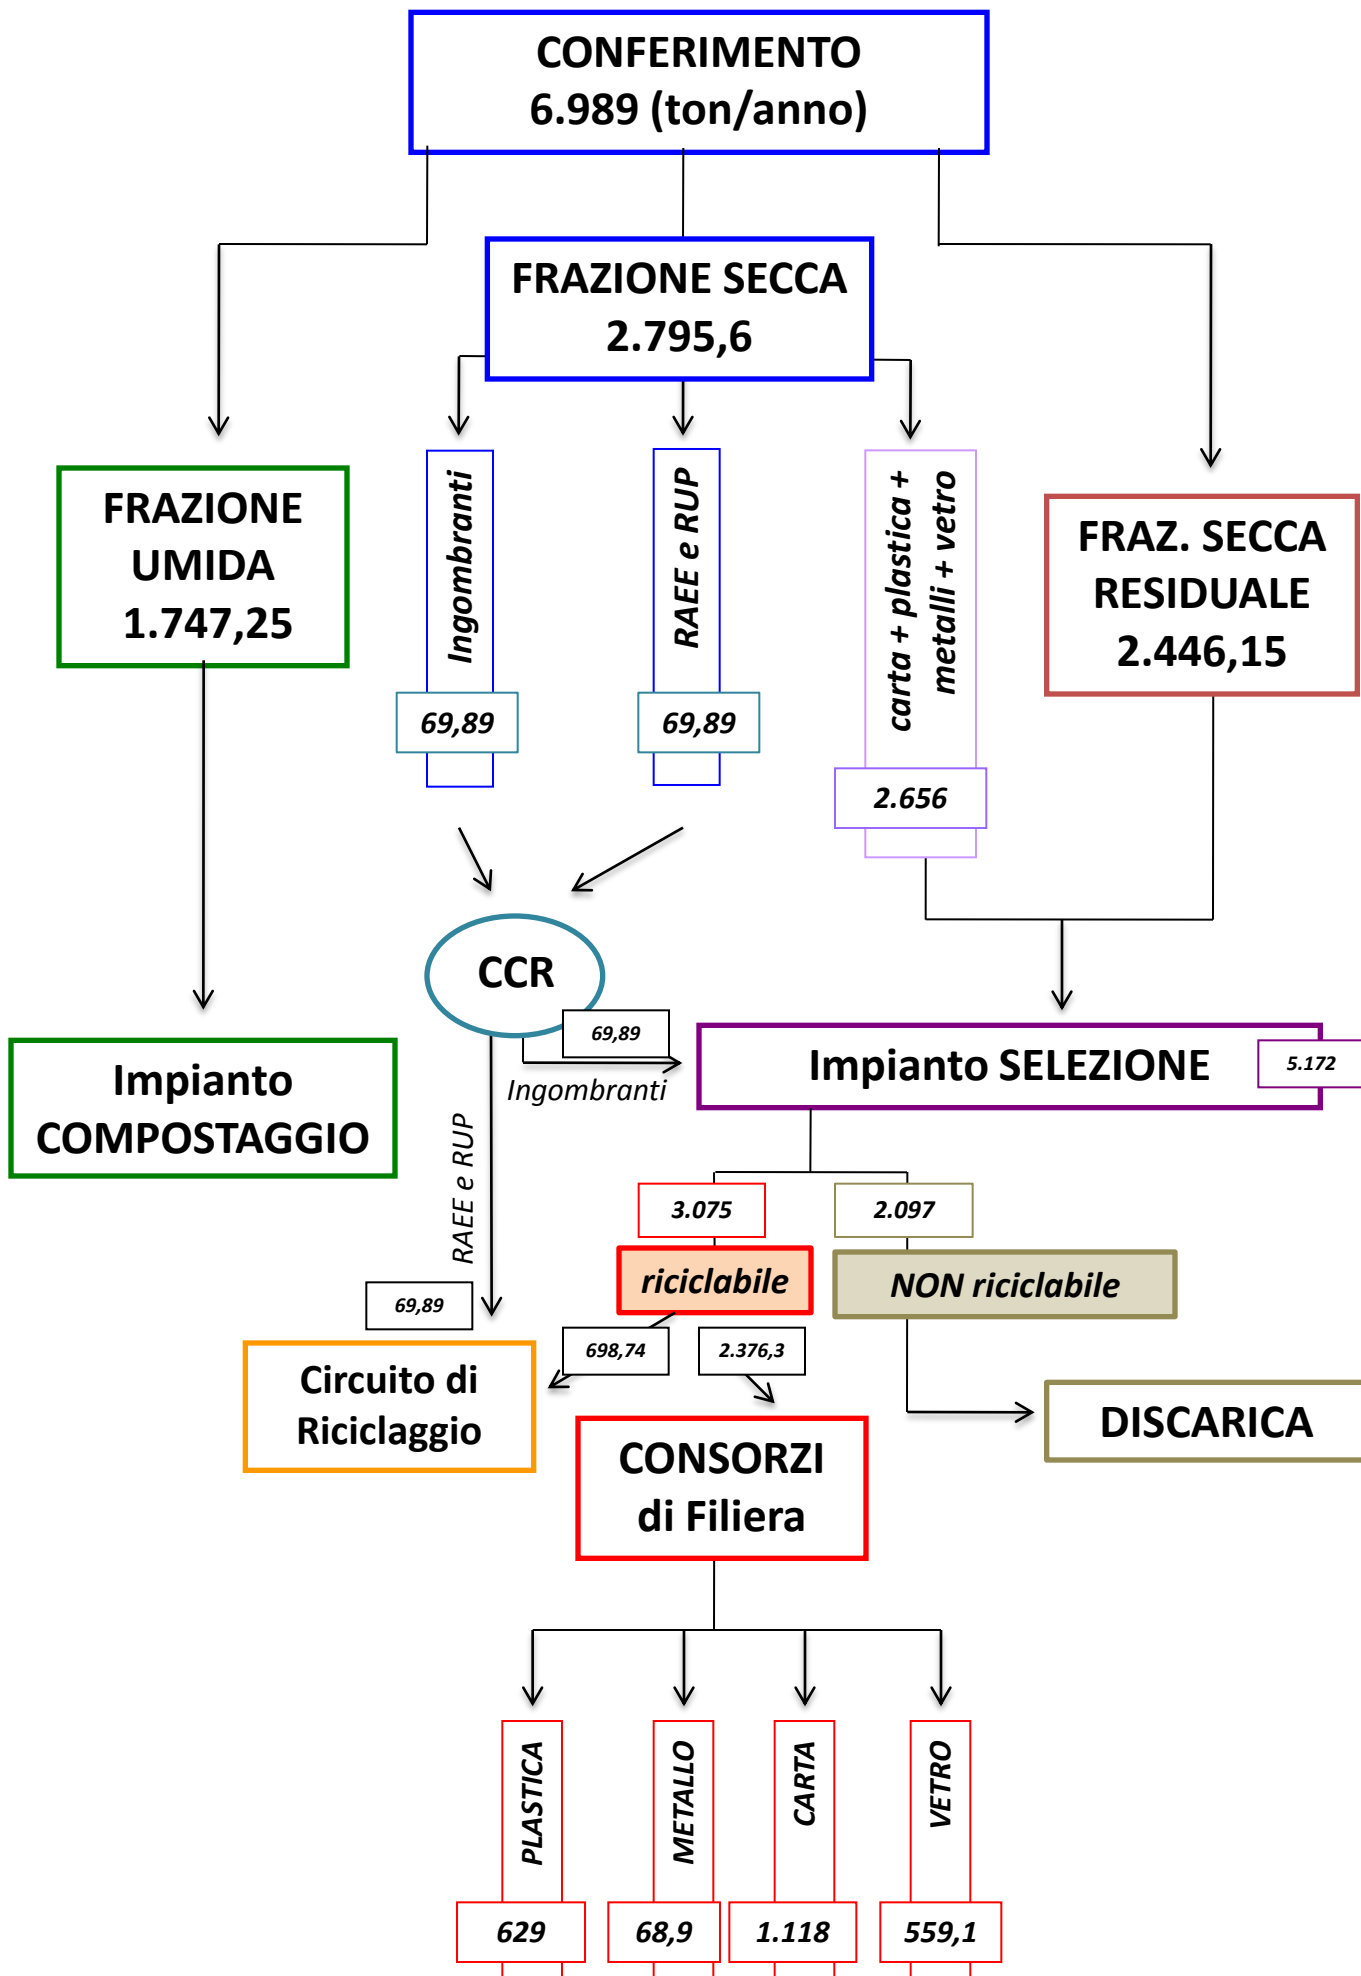 CONFERIMENTO
6.989 (ton/anno)
FRAZIONE SECCA
2.795,6
FRAZIONE
UMIDA
1.747,25
Ingombranti
69,89
RAEE e RUP
69,89
carta + plastica +
metalli + vetro
2.656
FRAZ. SECCA
RESIDUALE
2.446,15
CCR
69,89
Ingombranti
Impianto SELEZIONE
5.172
Impianto
COMPOSTAGGIO
RAEE e RUP
69,89
3.075
2.097
riciclabile
NON riciclabile
698,74
2.376,3
Circuito di
Riciclaggio
CONSORZI
di Filiera
DISCARICA
PLASTICA
629
METALLO
68,9
CARTA
1.118
VETRO
559,1